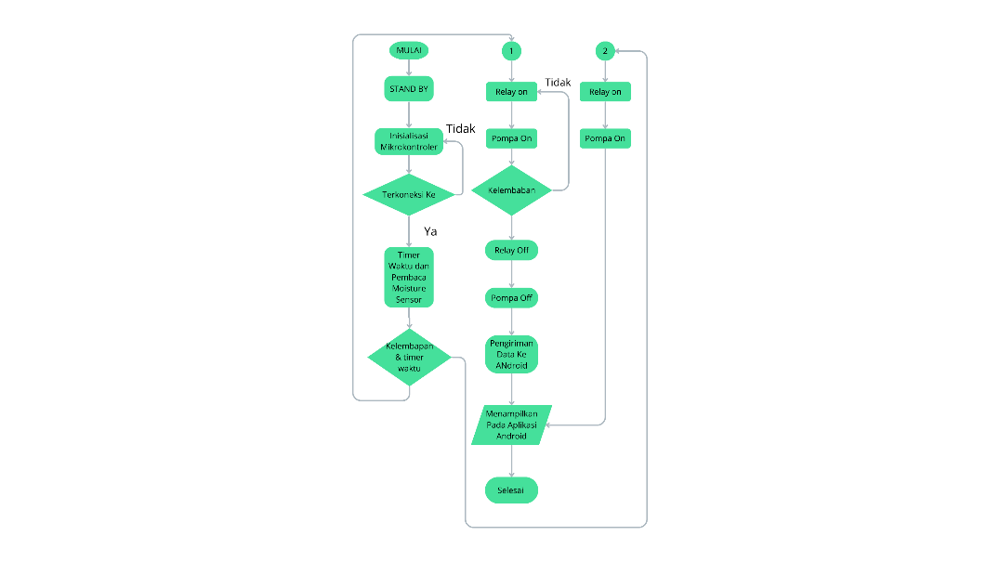 MULAI
STAND BY
Inisialisasi
Mikrokontroler
Tidak
Terkoneksi Ke
Ya
Timer
Waktu dan
Pembaca
Moisture
Sensor
Kelembapan
& timer
waktu
1
Relay on
Tidak
Pompa On
Kelembaban
Relay Off
Pompa Off
Pengiriman
Data Ke
ANdroid
Menampilkan
Pada Aplikasi
Android
Selesai
2
Relay on
Pompa On